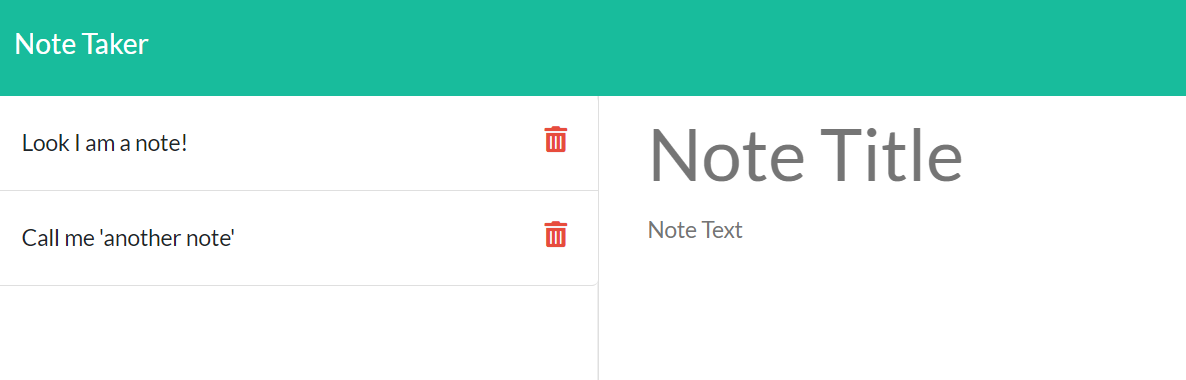 Note Taker
Look I am a note!
Call me 'another note'
Note Title
Note Text